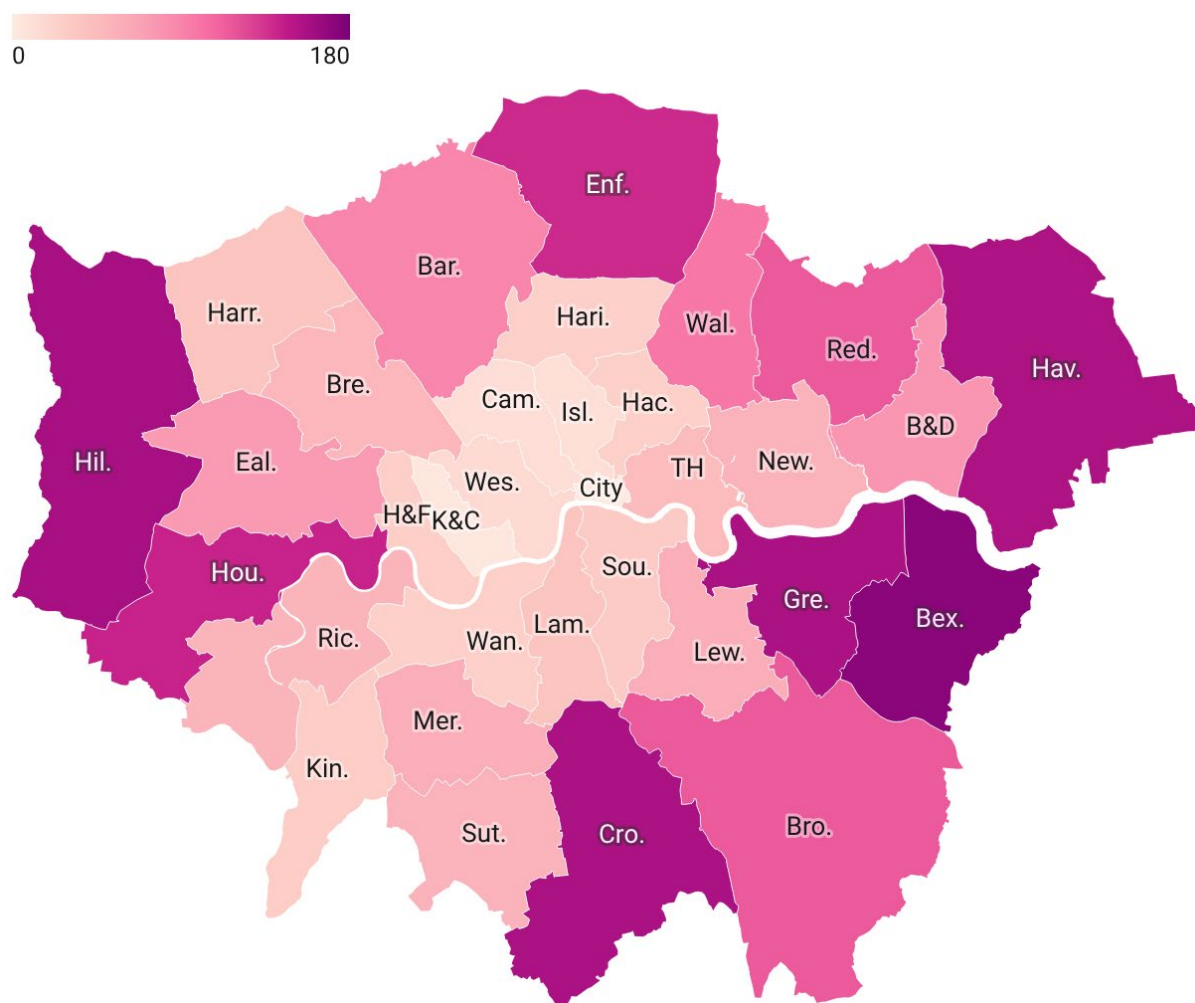 0 180
Enf.
Bar.
Harr.
Hari.
Wal.
Red.
Hav.
Bre.
Cam.
Isl.
Hac.
B&D
Hil.
Eal.
Wes.
City
TH
New.
H&F
K&C
Hou.
Sou.
Gre.
Bex.
Ric.
Wan.
Lam.
Lew.
Mer.
Kin.
Sut.
Cro.
Bro.